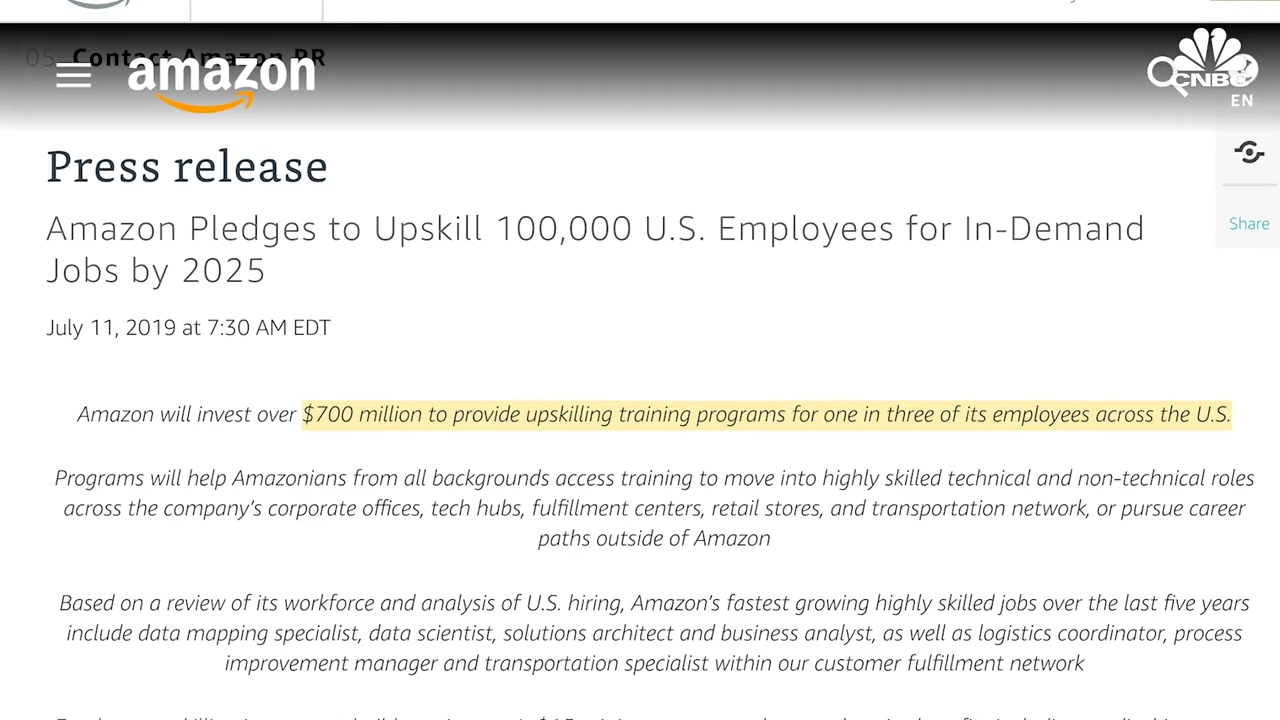 05 Contact Amazon PR
amazon
CNBC
EN
Press release
Share
Amazon Pledges to Upskill 100,000 U.S. Employees for In-Demand
Jobs by 2025
July 11, 2019 at 7:30 AM EDT
Amazon will invest over $700 million to provide upskilling training programs for one in three of its employees across the U.S.
Programs will help Amazonians from all backgrounds access training to move into highly skilled technical and non-technical roles
across the company's corporate offices, tech hubs, fulfillment centers, retail stores, and transportation network, or pursue career
paths outside of Amazon
Based on a review of its workforce and analysis of U.S. hiring, Amazon's fastest growing highly skilled jobs over the last five years
include data mapping specialist, data scientist, solutions architect and business analyst, as well as logistics coordinator, process
improvement manager and transportation specialist within our customer fulfillment network